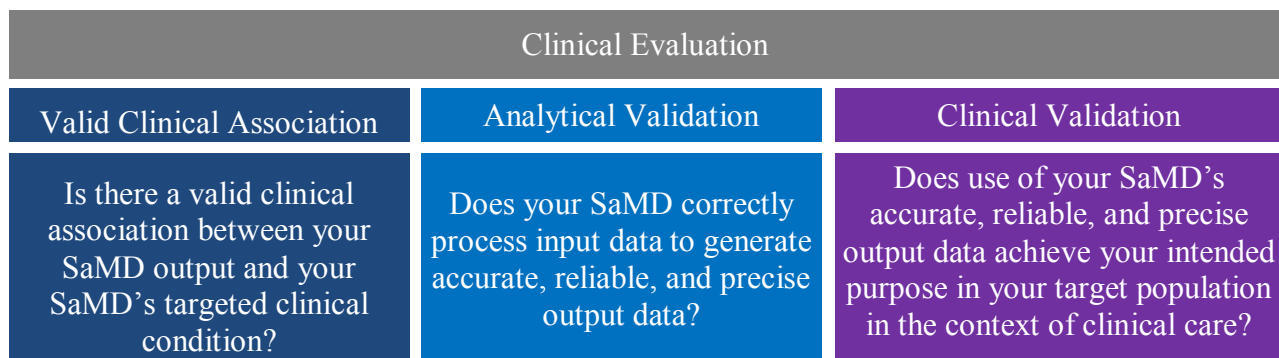 Clinical Evaluation
Valid Clinical Association
Analytical Validation
Clinical Validation
Is there a valid clinical
association between your
SaMD output and your
SaMD's targeted clinical
condition?
Does your SaMD correctly
process input data to generate
accurate, reliable, and precise
output data?
Does use of your SaMD's
accurate, reliable, and precise
output data achieve your intended
purpose in your target population
in the context of clinical care?